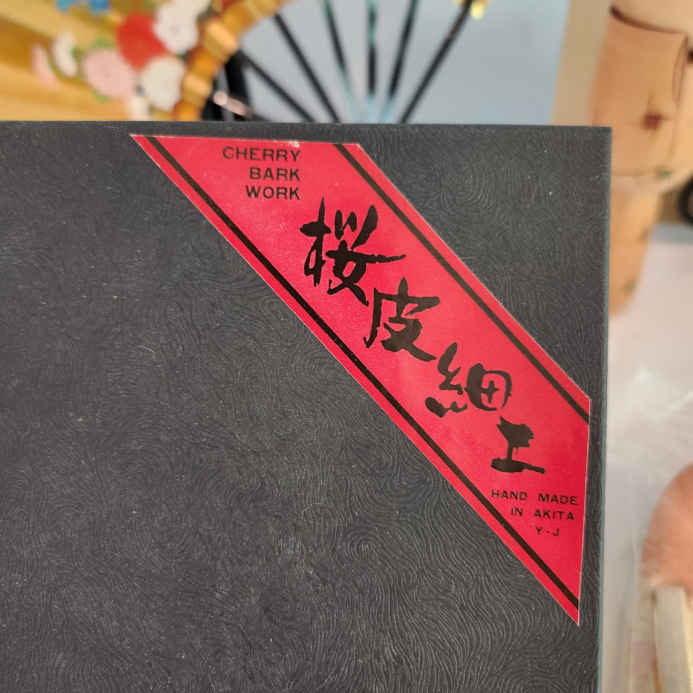 CHERRY
BARK
WORK
桜皮細工
HAND MADE
IN AKITA
Y-J